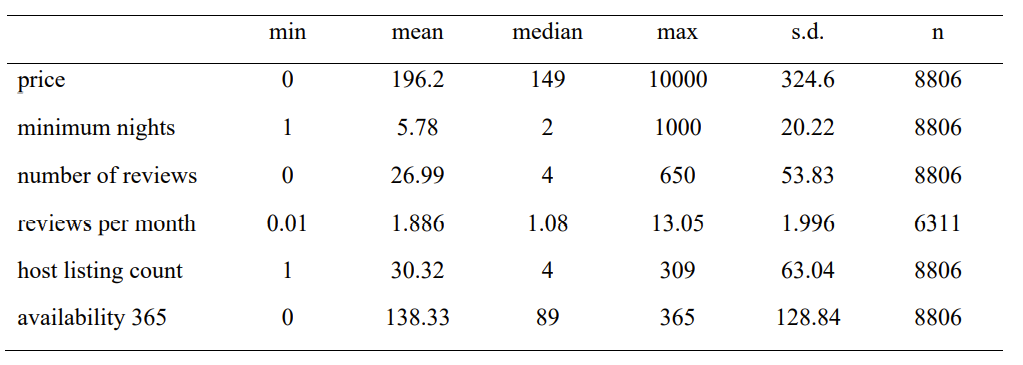 min mean median max s.d. n
price 0 196.2 149 10000 324.6 8806
minimum nights 1 5.78 2 1000 20.22 8806
number of reviews 0 26.99 4 650 53.83 8806
reviews per month 0.01 1.886 1.08 13.05 1.996 6311
host listing count 1 30.32 4 309 63.04 8806
availability 365 0 138.33 89 365 128.84 8806